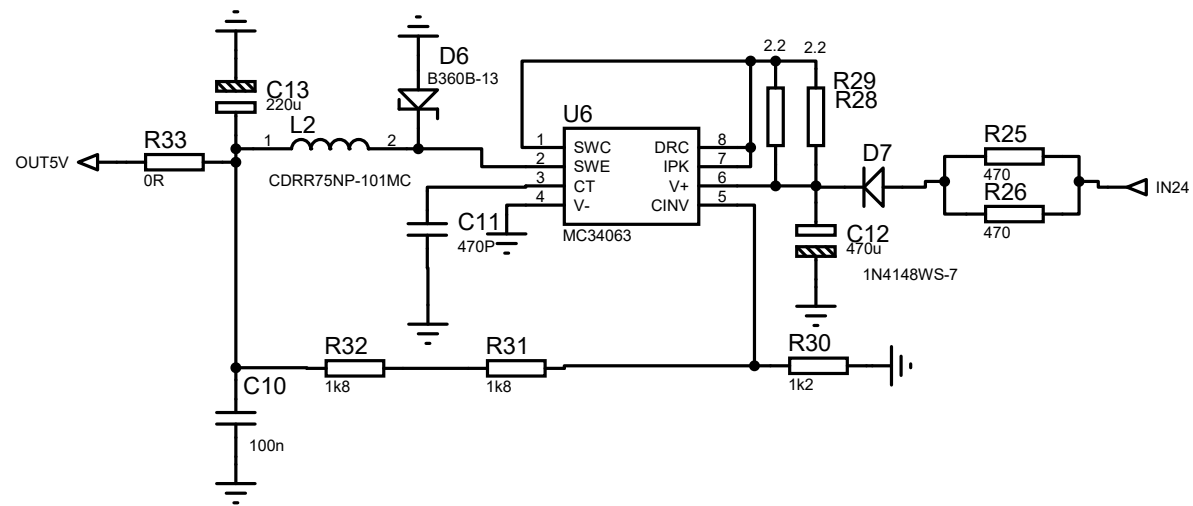 2.2 2.2
D6
B360B-13
C13
220u
R29
R28
U6
L2
1 2
R33
0R
OUT5V
CDRR75NP-101MC
1 SWC DRC 8
2 SWE IPK 7
3 CT V+ 6
4 V- CINV 5
MC34063
D7
R25
470
R26
470
IN24
C11
470P
C12
470u
1N4148WS-7
R32
1k8
R31
1k8
R30
1k2
C10
100n